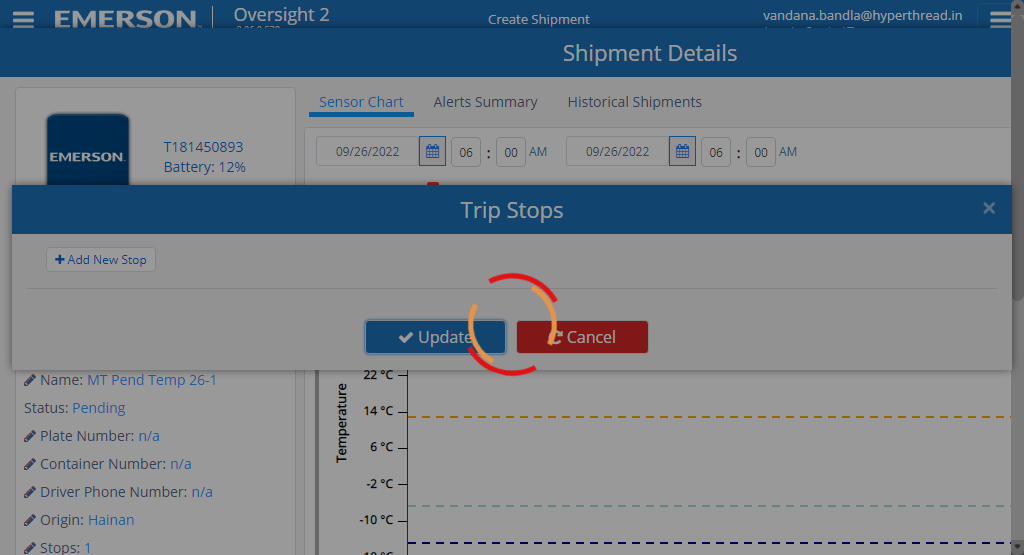 EMERSON
Oversight 2
Create Shipment
vandana.bandla@hyperthread.in
Shipment Details
EMERSON
T181450893
Battery: 12%
Sensor Chart
Alerts Summary
Historical Shipments
09/26/2022
06 : 00 AM
09/26/2022
06 : 00 AM
Trip Stops
×
Add New Stop
Update
Cancel
Name: MT Pend Temp 26-1
Status: Pending
Plate Number: n/a
Container Number: n/a
Driver Phone Number: n/a
Origin: Hainan
Stops: 1
Temperature
22 °C
14 °C
6 °C
-2 °C
-10 °C